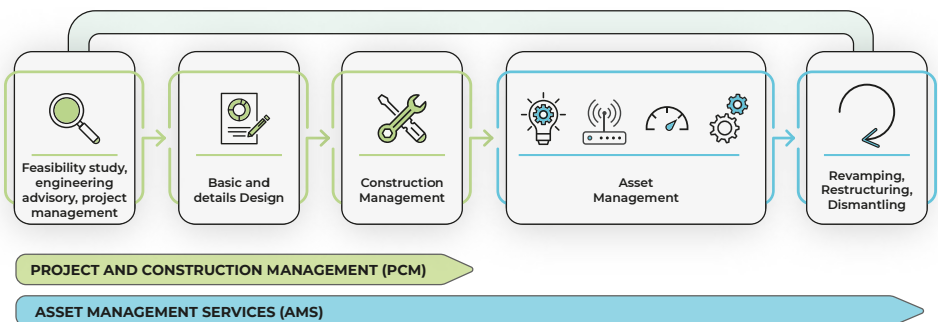 Feasibility study,
engineering
advisory, project
management
Basic and
details Design
Construction
Management
Asset
Management
Revamping,
Restructuring,
Dismantling
PROJECT AND CONSTRUCTION MANAGEMENT (PCM)
ASSET MANAGEMENT SERVICES (AMS)